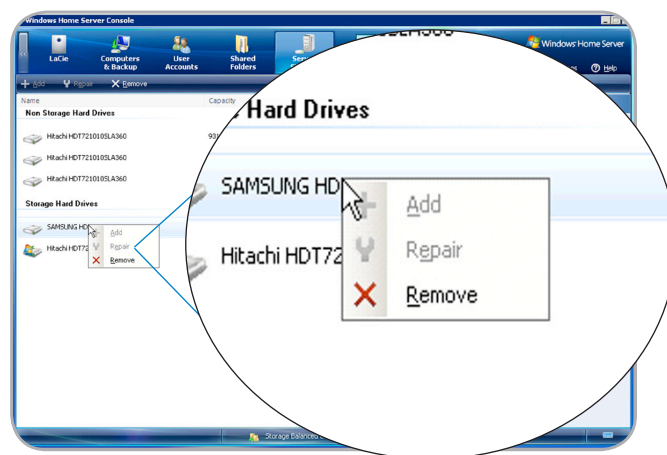 Windows Home Server Console
LaCie
Computers & Backup
User Accounts
Shared Folders
Windows Home Server
Help
Add Repair Remove
Name Capacity
Non Storage Hard Drives
Hitachi HDT721010SLA360 931
Hitachi HDT721010SLA360
Hitachi HDT721010SLA360
Storage Hard Drives
SAMSUNG HD
Hitachi HDT72
Add
Repair
Remove
Hard Drives
SAMSUNG HD
Hitachi HDT72
Add
Repair
Remove
Storage Balanced